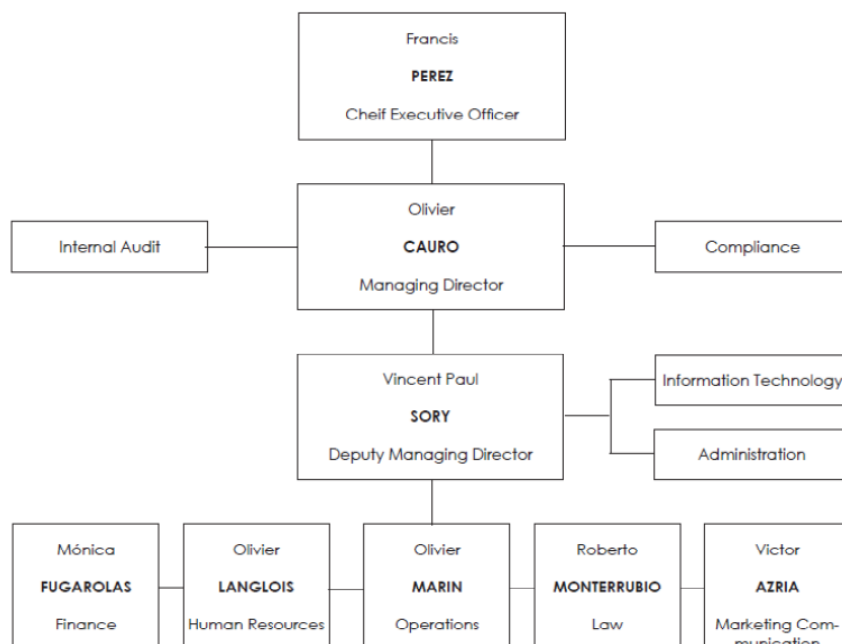 Francis
PEREZ
Cheif Executive Officer
Olivier
CAURO
Managing Director
Internal Audit
Compliance
Vincent Paul
SORY
Deputy Managing Director
Information Technology
Administration
Mónica
FUGAROLAS
Finance
Olivier
LANGLOIS
Human Resources
Olivier
MARIN
Operations
Roberto
MONTERRUBIO
Law
Victor
AZRIA
Marketing Com-
munication